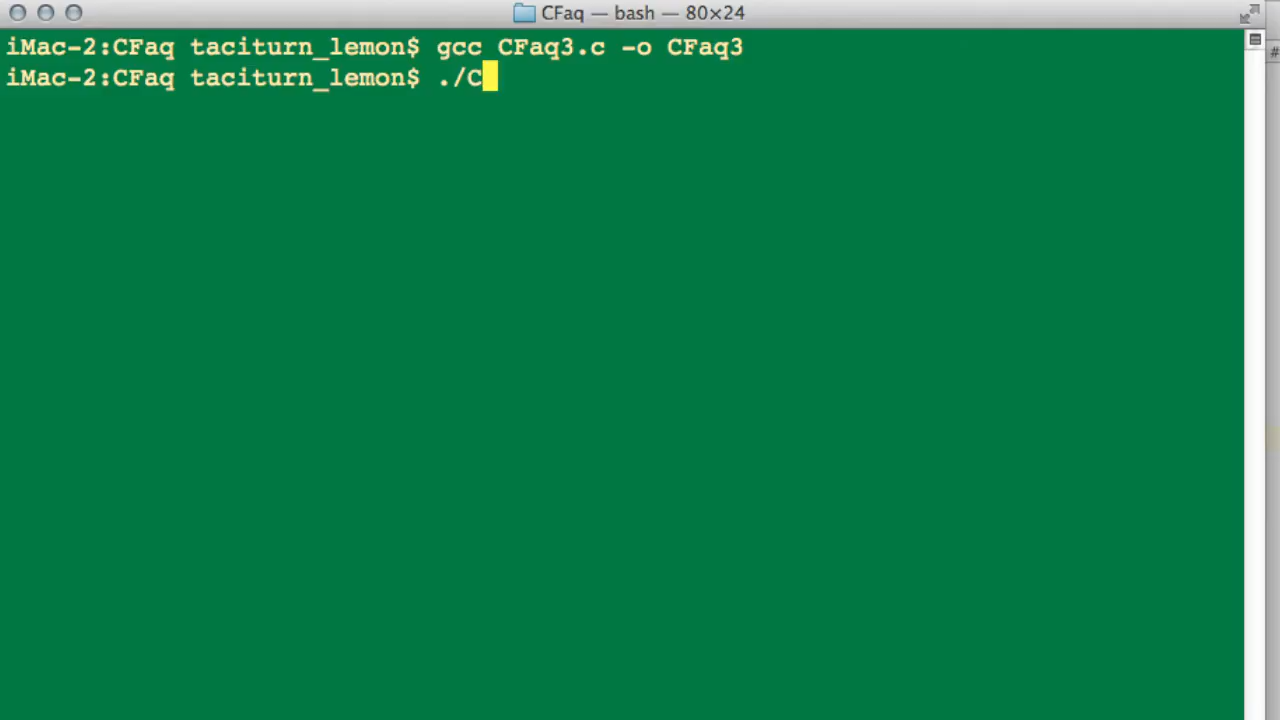 CFaq — bash — 80×24
iMac-2:CFaq taciturn_lemon$ gcc CFaq3.c -o CFaq3
iMac-2:CFaq taciturn_lemon$ ./C
#